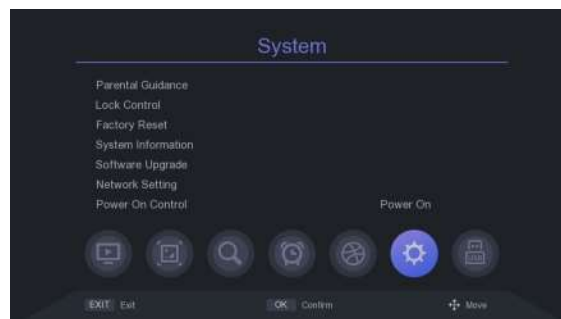 System
Parental Guidance
Lock Control
Factory Reset
System Information
Software Upgrade
Network Setting
Power On Control Power On
USB
EXIT Exit OK Confirm Move